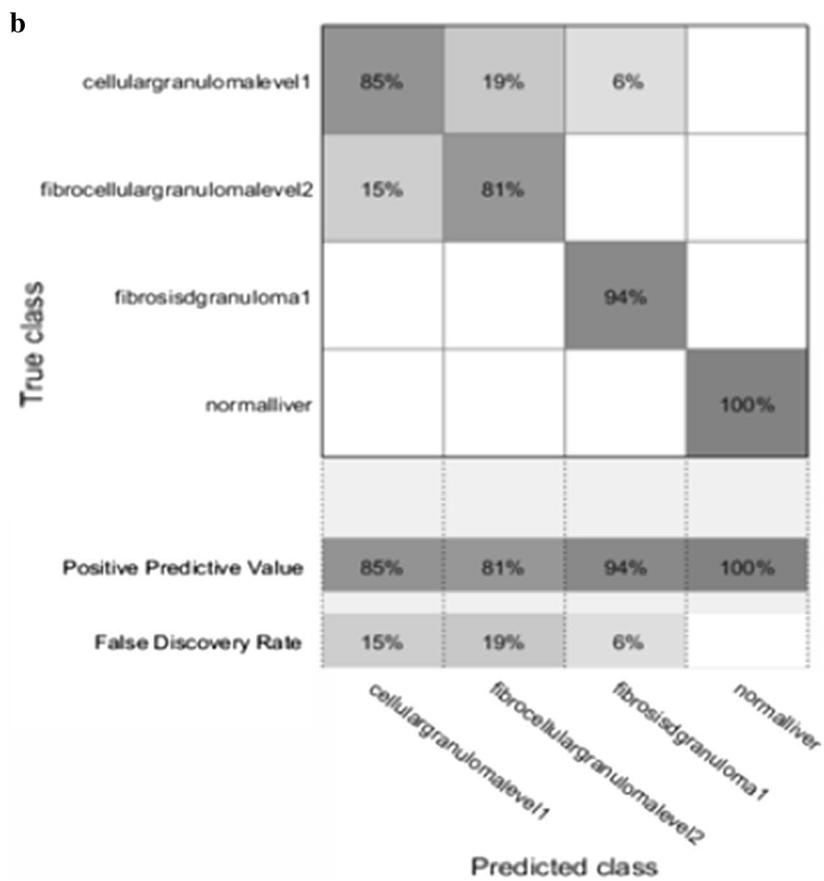 b
cellulargranulomalevel1 85% 19% 6%
fibrocellulargranulomalevel2 15% 81%
fibrosisdgranuloma1 94%
normalliver 100%
True class
Positive Predictive Value 85% 81% 94% 100%
False Discovery Rate 15% 19% 6%
cellulargranulomalevel1
fibrocellulargranulomalevel2
fibrosisdgranuloma1
normalliver
Predicted class